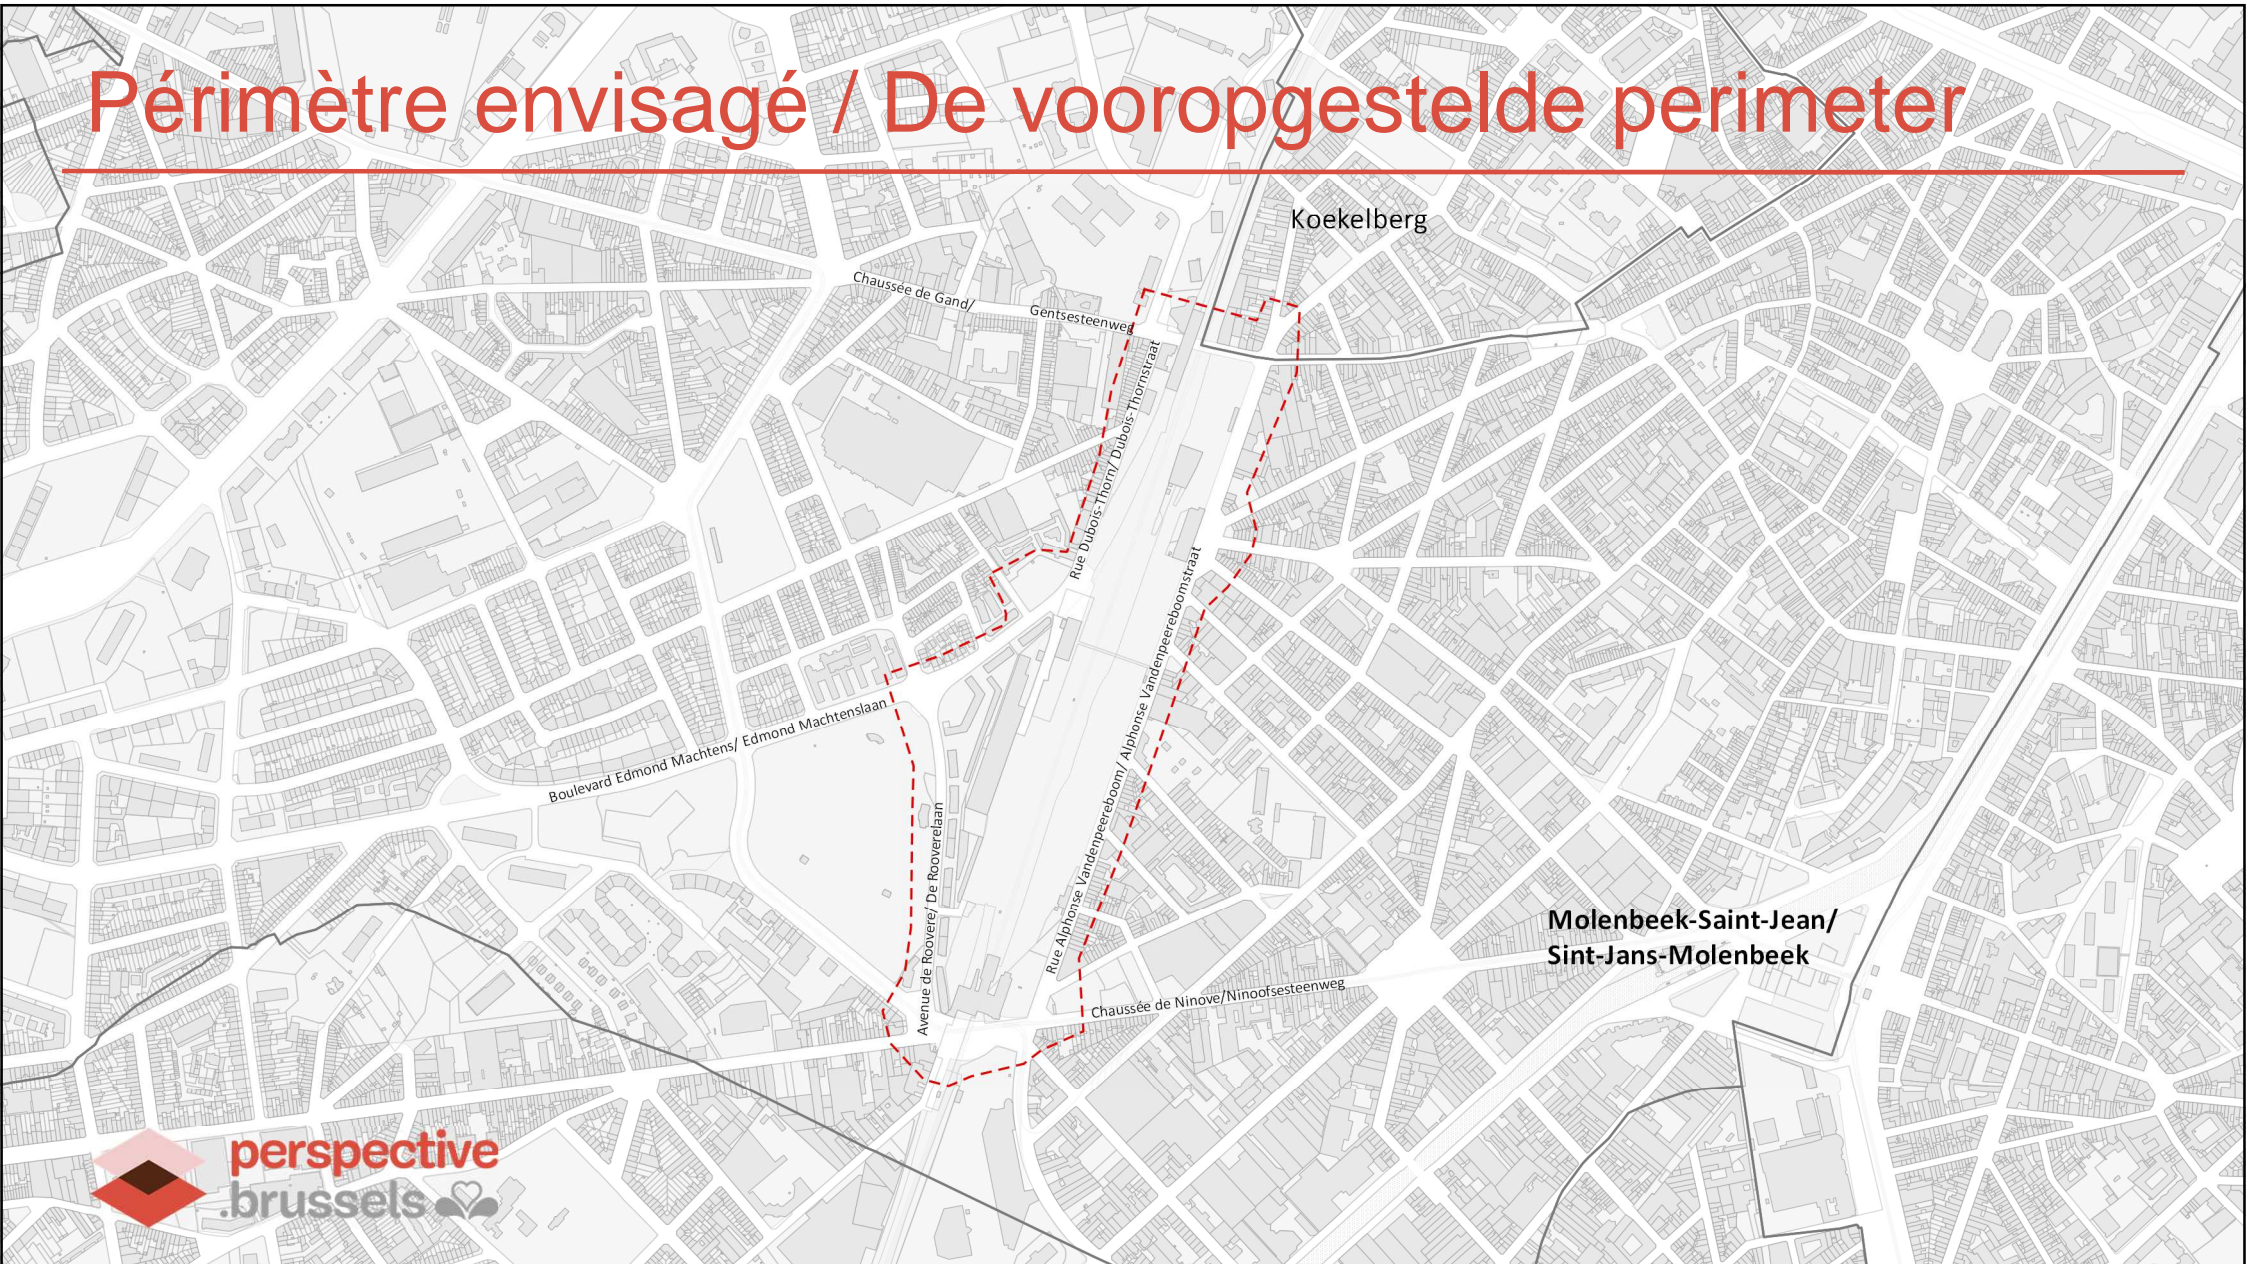 Périmètre envisagé / De vooropgestelde perimeter
Koekelberg
Chaussée de Gand/
Gentsesteenweg
Rue Dubois-Thorn/ Dubois-Thornstraat
Rue Alphonse Vandenpeereboom/ Alphonse Vandenpeereboomstraat
Boulevard Edmond Machtens/ Edmond Machtenslaan
Avenue de Roovere/ De Rooverelaan
Molenbeek-Saint-Jean/
Sint-Jans-Molenbeek
Chaussée de Ninove/Ninoofsesteenweg
perspective
.brussels